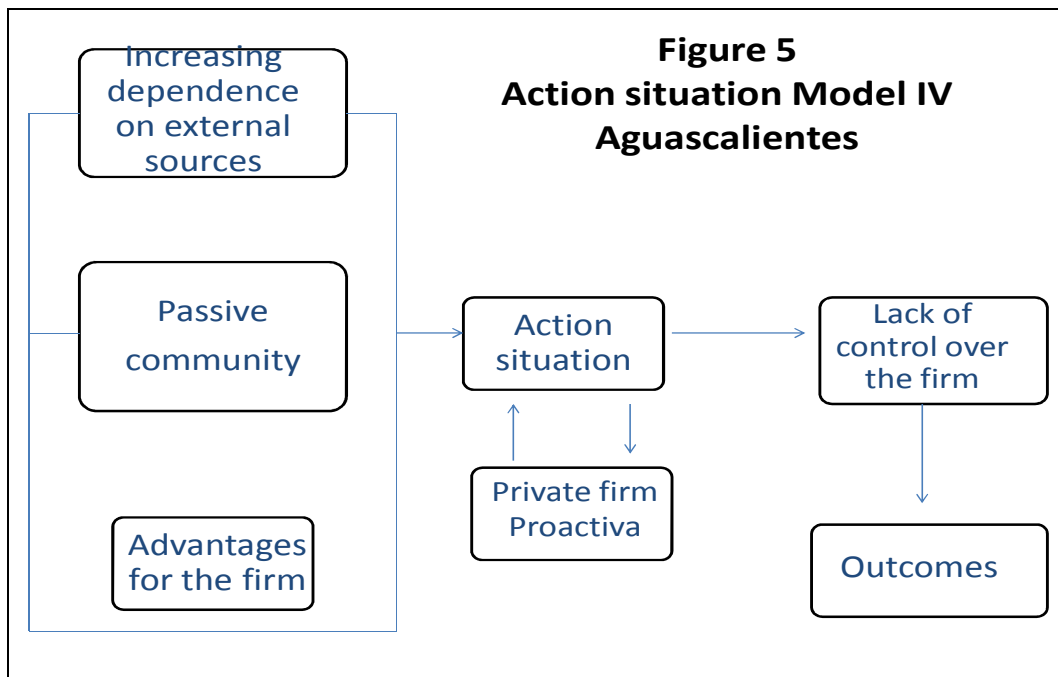 Figure 5
Action situation Model IV
Aguascalientes
Increasing
dependence
on external
sources
Passive
community
Advantages
for the firm
Action
situation
Private firm
Proactiva
Lack of
control over
the firm
Outcomes